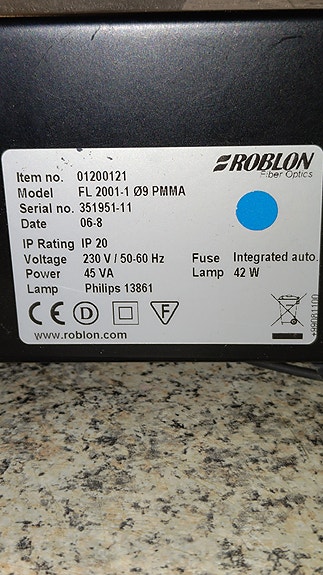 ROBLON
Fiber Optics
Item no. 01200121
Model FL 2001-1 Ø9 PMMA
Serial no. 351951-11
Date 06-8
IP Rating IP 20
Voltage 230 V / 50-60 Hz Fuse Integrated auto.
Power 45 VA Lamp 42 W
Lamp Philips 13861
CE D F
www.roblon.com
+99081100